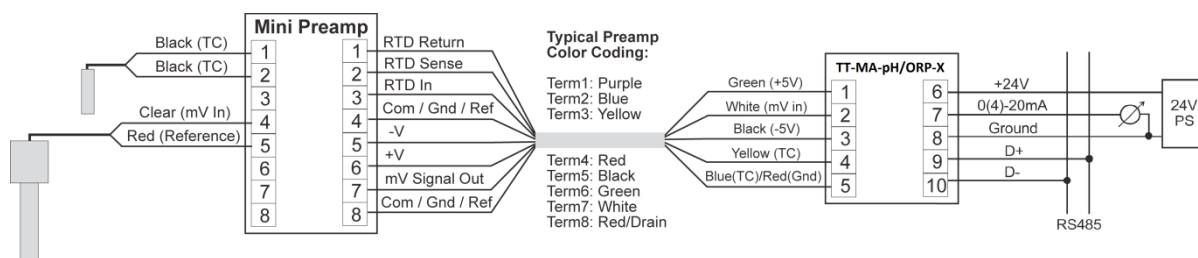 Mini Preamp
Black (TC)
Black (TC)
Clear (mV In)
Red (Reference)
1
2
3
4
5
6
7
8
1
2
3
4
5
6
7
8
RTD Return
RTD Sense
RTD In
Com / Gnd / Ref
-V
+V
mV Signal Out
Com / Gnd / Ref
Typical Preamp
Color Coding:
Term1: Purple
Term2: Blue
Term3: Yellow
Term4: Red
Term5: Black
Term6: Green
Term7: White
Term8: Red/Drain
Green (+5V)
White (mV in)
Black (-5V)
Yellow (TC)
Blue(TC)/Red(Gnd)
TT-MA-pH/ORP-X
1
2
3
4
5
6
7
8
9
10
+24V
0(4)-20mA
Ground
D+
D-
24V
PS
RS485